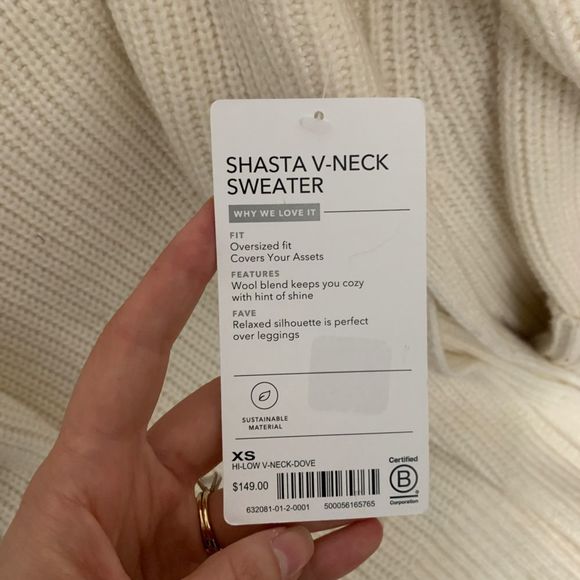 SHASTA V-NECK
SWEATER
WHY WE LOVE IT
FIT
Oversized fit
Covers Your Assets
FEATURES
Wool blend keeps you cozy
with hint of shine
FAVE
Relaxed silhouette is perfect
over leggings
SUSTAINABLE
MATERIAL
XS
HI-LOW V-NECK-DOVE
$149.00
632081-01-2-0001 500056165765
Certified
B
Corporation